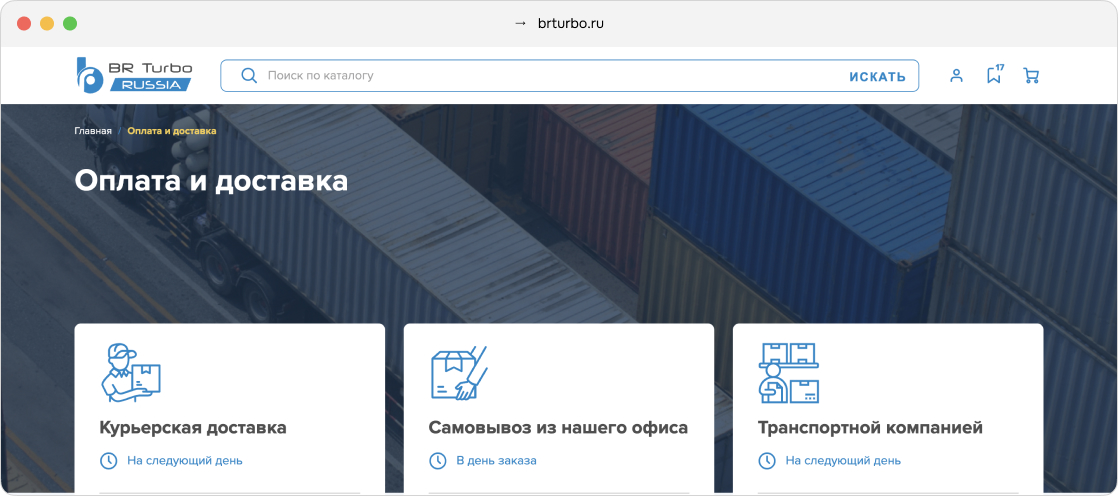 → brturbo.ru
BR Turbo
RUSSIA
Поиск по каталогу
ИСКАТЬ
17
Главная / Оплата и доставка
Оплата и доставка
Курьерская доставка
На следующий день
Самовывоз из нашего офиса
В день заказа
Транспортной компанией
На следующий день